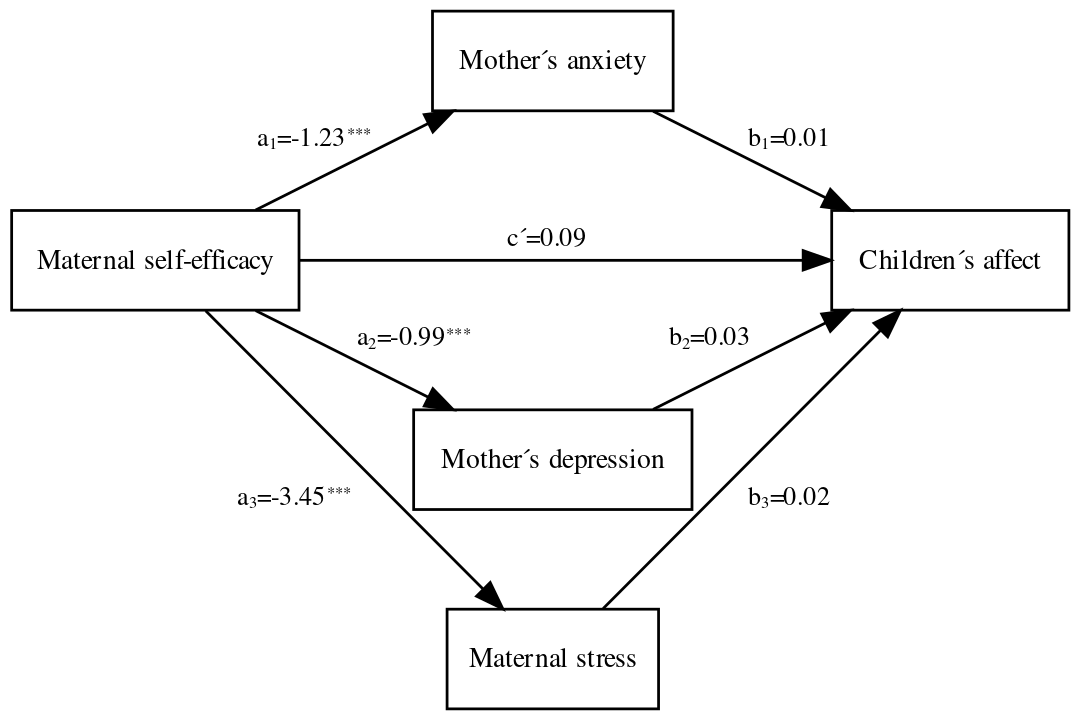 Mother´s anxiety
a₁=-1.23***
b₁=0.01
Maternal self-efficacy
c´=0.09
Children´s affect
a₂=-0.99***
b₂=0.03
Mother´s depression
a₃=-3.45***
b₃=0.02
Maternal stress